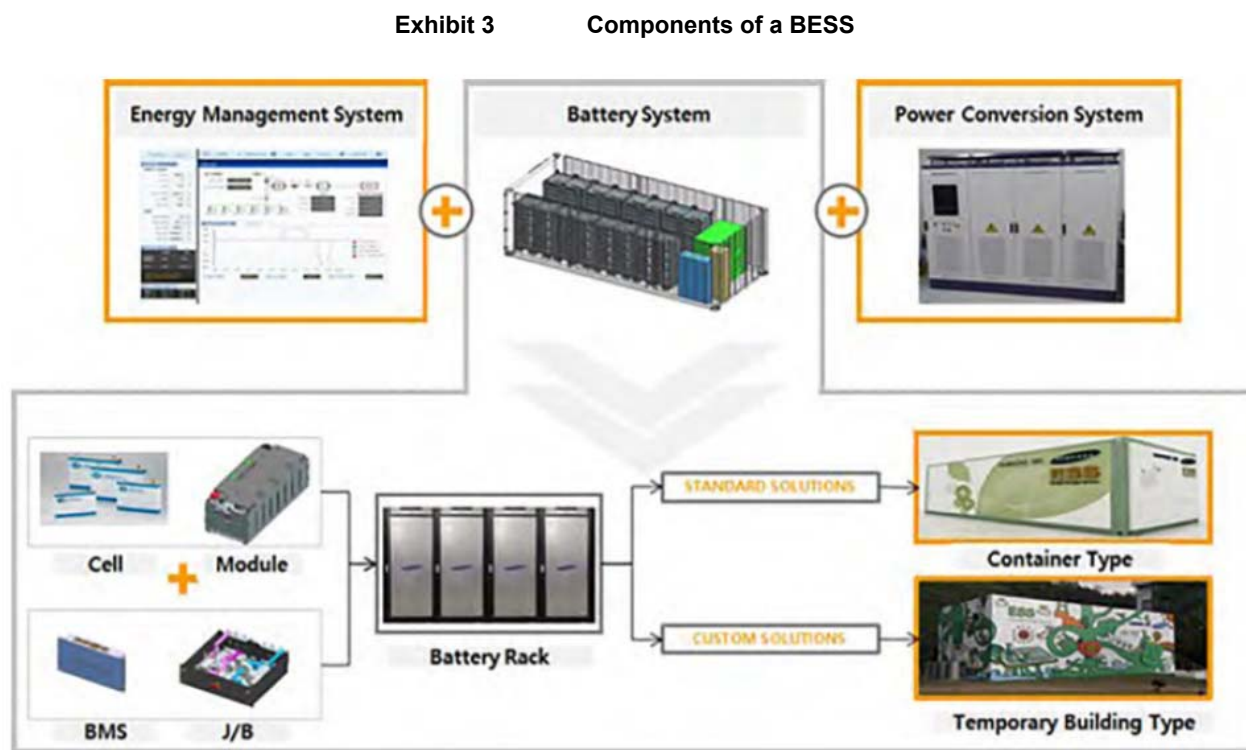 Exhibit 3 Components of a BESS
Energy Management System
Battery System
Power Conversion System
STANDARD SOLUTIONS
Cell
Module
Container Type
Battery Rack
CUSTOM SOLUTIONS
BMS
J/B
Temporary Building Type
ESS